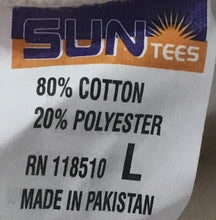 SUN TEES
80% COTTON
20% POLYESTER
RN 118510 L
MADE IN PAKISTAN